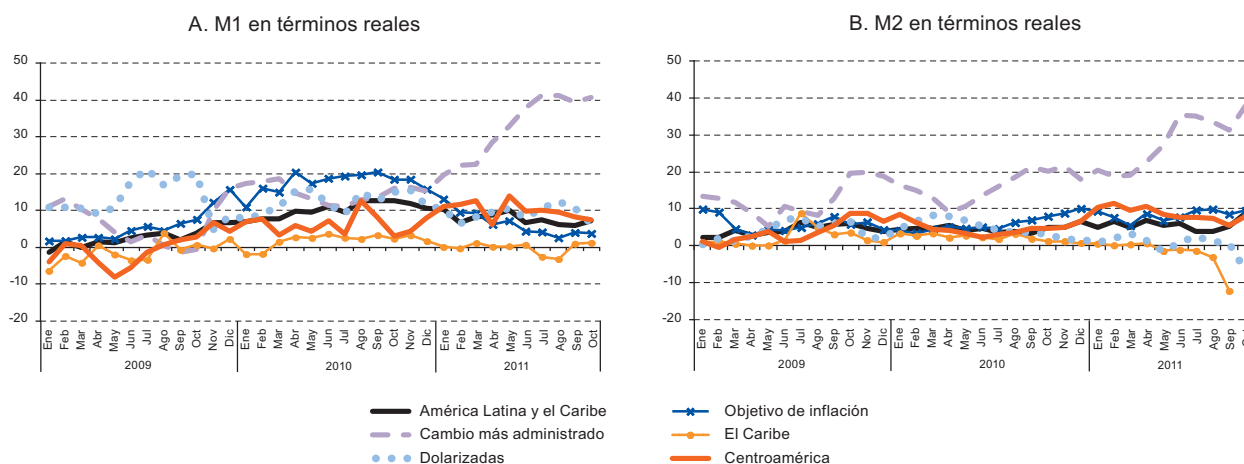 A. M1 en términos reales
50
40
30
20
10
0
-10
-20
Ene Feb Mar Abr May Jun Jul Ago Sep Oct Nov Dic Ene Feb Mar Abr May Jun Jul Ago Sep Oct Nov Dic Ene Feb Mar Abr May Jun Jul Ago Sep Oct
2009 2010 2011
B. M2 en términos reales
50
40
30
20
10
0
-10
-20
Ene Feb Mar Abr May Jun Jul Ago Sep Oct Nov Dic Ene Feb Mar Abr May Jun Jul Ago Sep Oct Nov Dic Ene Feb Mar Abr May Jun Jul Ago Sep
2009 2010 2011
América Latina y el Caribe
Cambio más administrado
Dolarizadas
Objetivo de inflación
El Caribe
Centroamérica